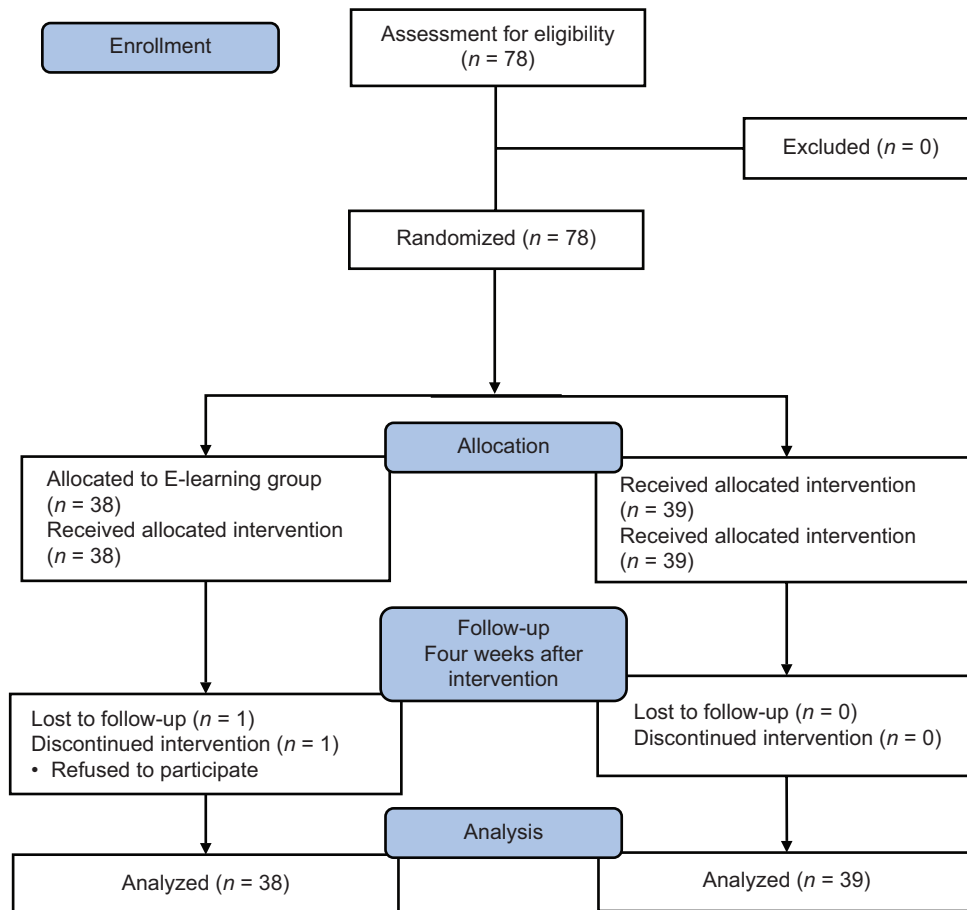 Enrollment
Assessment for eligibility
(n = 78)
Excluded (n = 0)
Randomized (n = 78)
Allocation
Allocated to E-learning group
(n = 38)
Received allocated intervention
(n = 38)
Received allocated intervention
(n = 39)
Received allocated intervention
(n = 39)
Follow-up
Four weeks after
intervention
Lost to follow-up (n = 1)
Discontinued intervention (n = 1)
• Refused to participate
Lost to follow-up (n = 0)
Discontinued intervention (n = 0)
Analysis
Analyzed (n = 38)
Analyzed (n = 39)